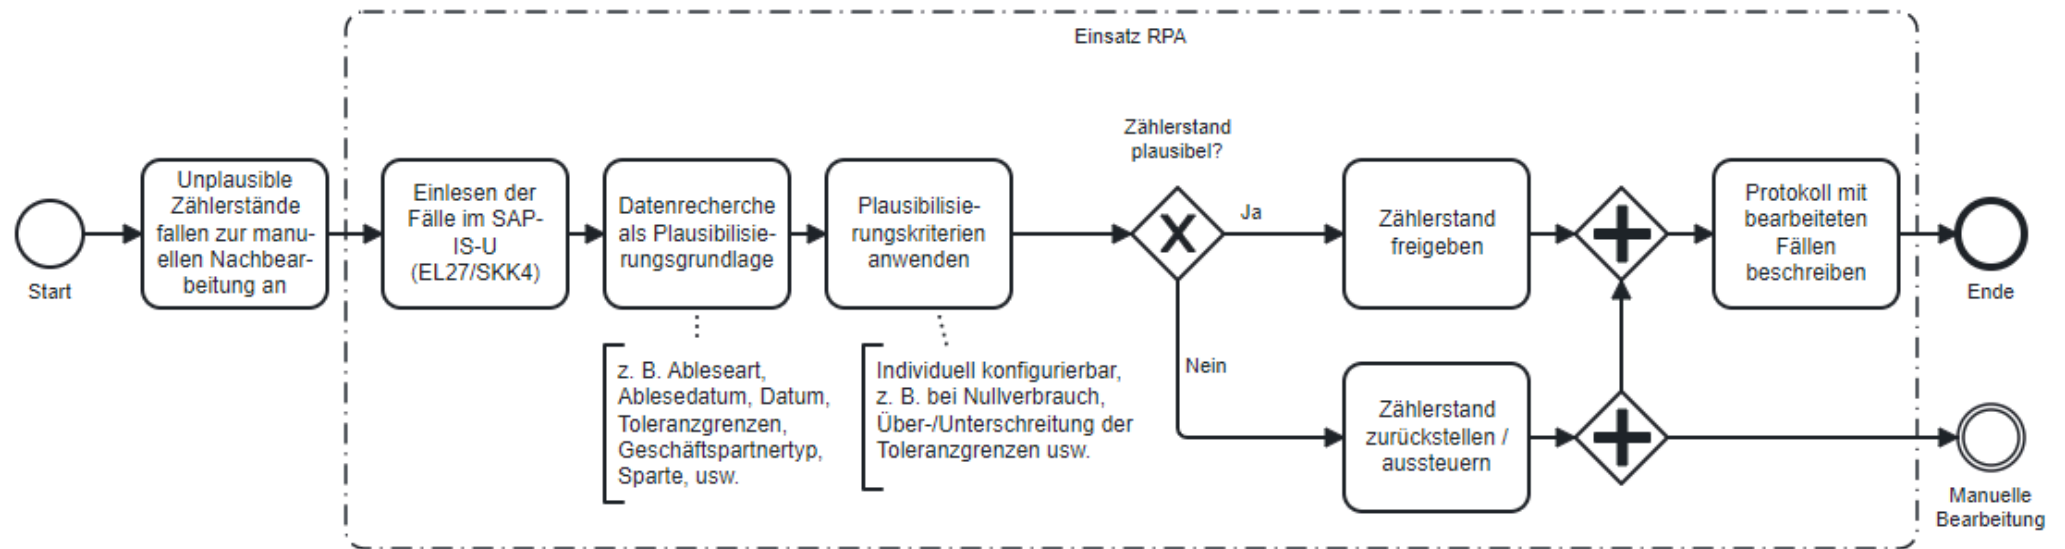 Einsatz RPA
Start
Unplausible
Zählerstände
fallen zur manu-
ellen Nachbear-
beitung an
Einlesen der
Fälle im SAP-
IS-U
(EL27/SKK4)
Datenrecherche
als Plausibilisie-
rungsgrundlage
z. B. Ableseart,
Ablesedatum, Datum,
Toleranzgrenzen,
Geschäftspartnertyp,
Sparte, usw.
Plausibilisie-
rungskriterien
anwenden
Individuell konfigurierbar,
z. B. bei Nullverbrauch,
Über-/Unterschreitung der
Toleranzgrenzen usw.
Zählerstand
plausibel?
Ja
Nein
Zählerstand
freigeben
Zählerstand
zurückstellen /
aussteuern
Protokoll mit
bearbeiteten
Fällen
beschreiben
Ende
Manuelle
Bearbeitung